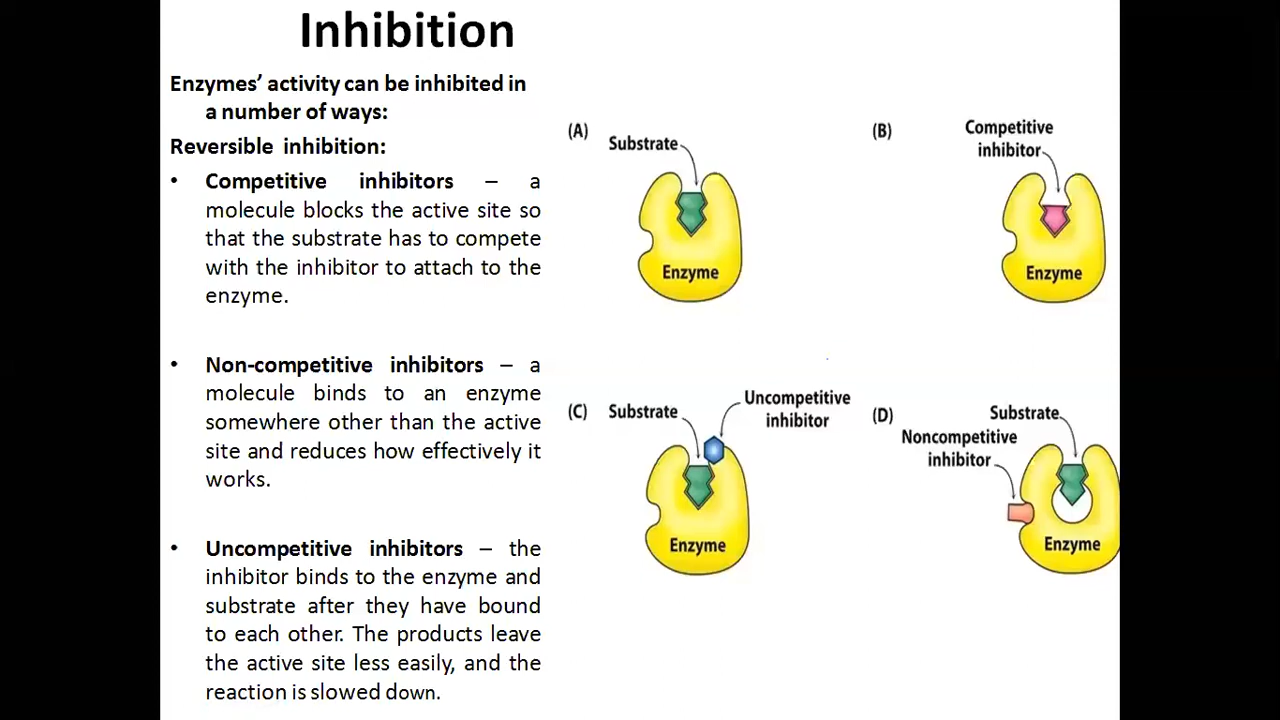 Inhibition
Enzymes’ activity can be inhibited in
a number of ways:
Reversible inhibition:
• Competitive inhibitors – a
molecule blocks the active site so
that the substrate has to compete
with the inhibitor to attach to the
enzyme.
• Non-competitive inhibitors – a
molecule binds to an enzyme
somewhere other than the active
site and reduces how effectively it
works.
• Uncompetitive inhibitors – the
inhibitor binds to the enzyme and
substrate after they have bound
to each other. The products leave
the active site less easily, and the
reaction is slowed down.
(A)
Substrate
Enzyme
(B)
Competitive
inhibitor
Enzyme
(C)
Substrate
Uncompetitive
inhibitor
Enzyme
(D)
Substrate
Noncompetitive
inhibitor
Enzyme